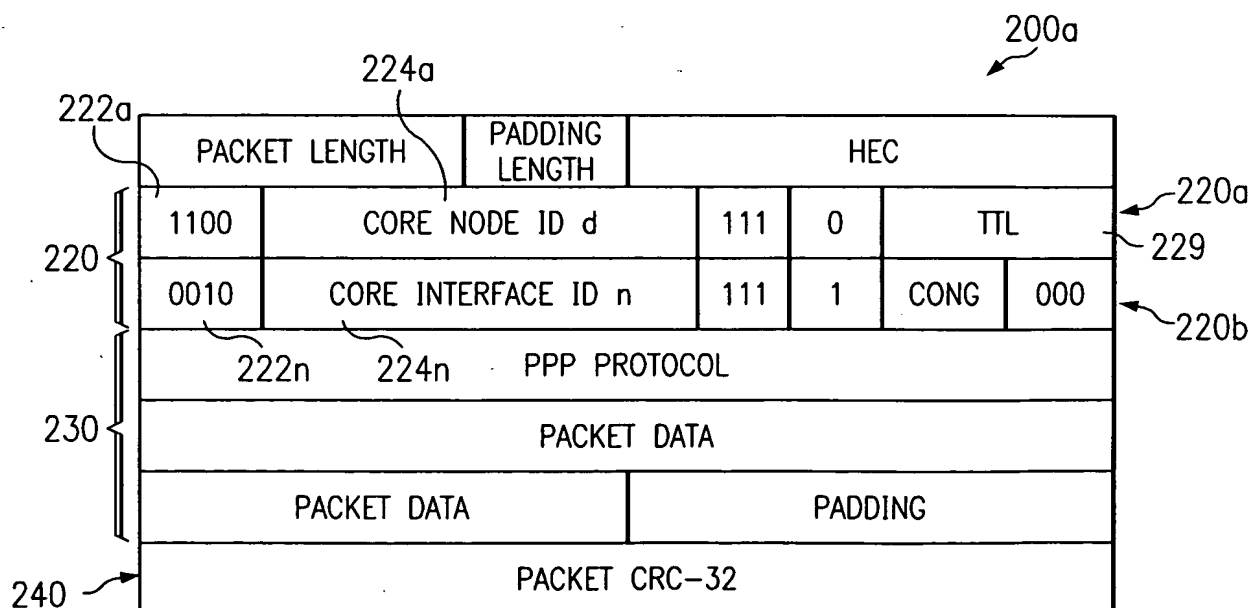 200a
224a
222a
PACKET LENGTH
PADDING
LENGTH
HEC
220a
1100
CORE NODE ID d
111
0
TTL
229
220
0010
CORE INTERFACE ID n
111
1
CONG
000
220b
222n
224n
PPP PROTOCOL
230
PACKET DATA
PACKET DATA
PADDING
240
PACKET CRC-32